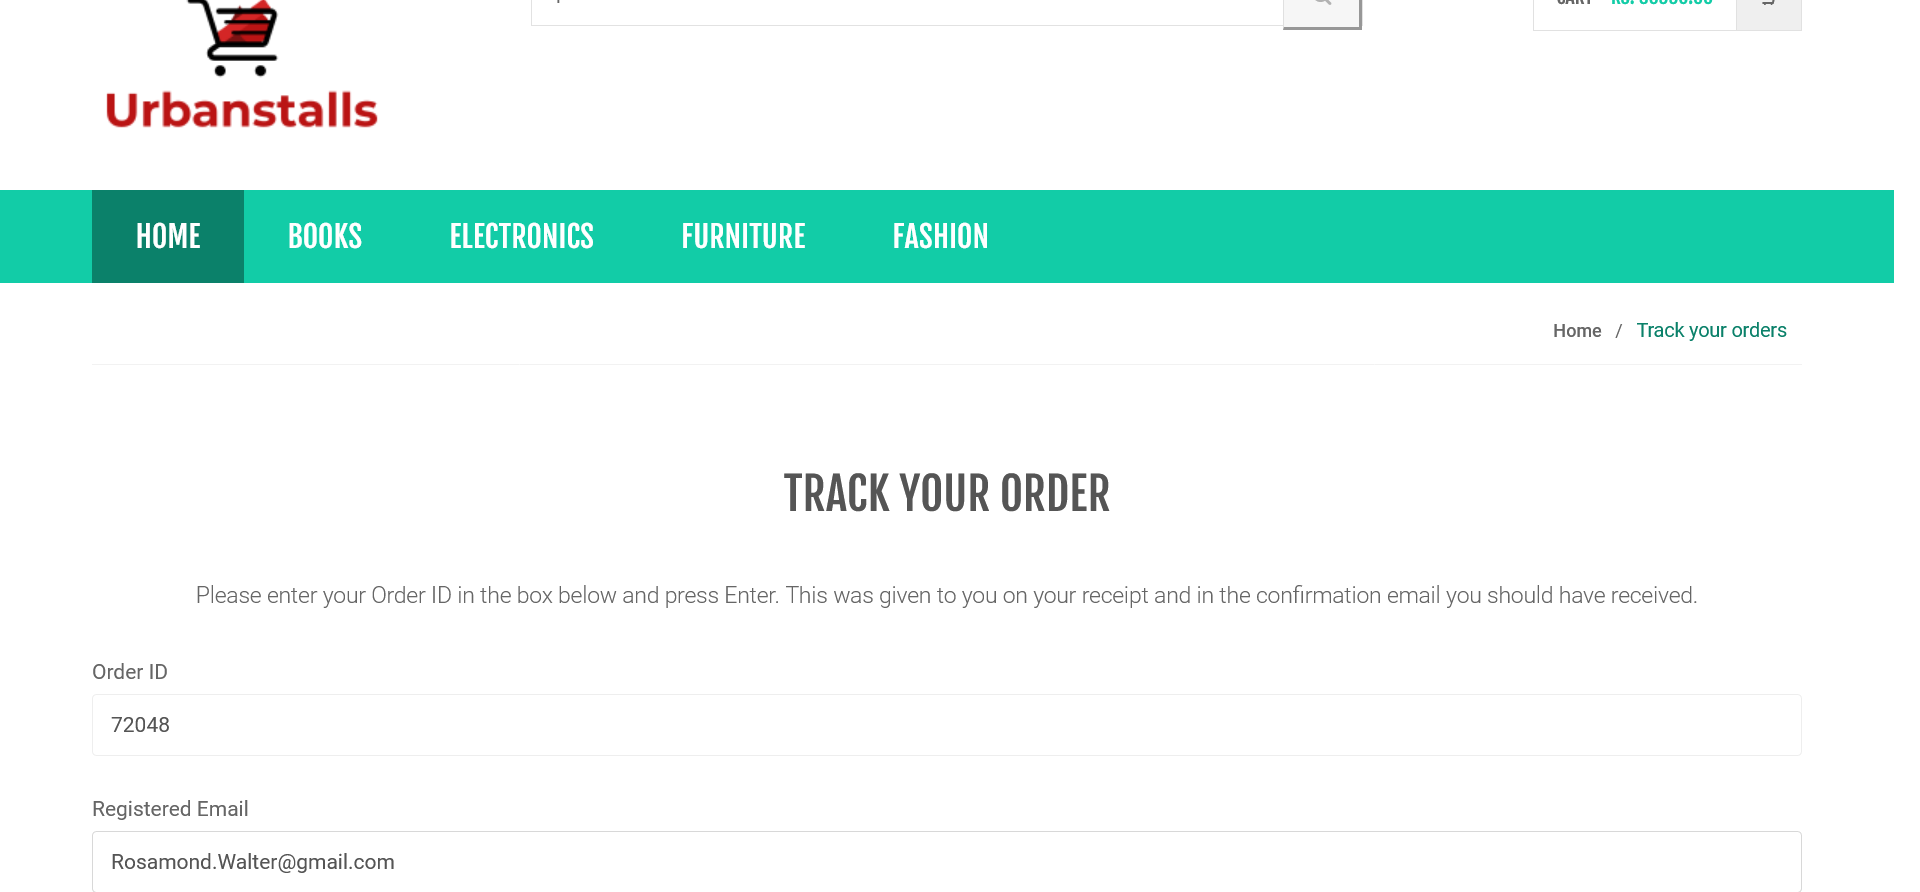 Urbanstalls
HOME BOOKS ELECTRONICS FURNITURE FASHION
Home / Track your orders
TRACK YOUR ORDER
Please enter your Order ID in the box below and press Enter. This was given to you on your receipt and in the confirmation email you should have received.
Order ID
72048
Registered Email
Rosamond.Walter@gmail.com